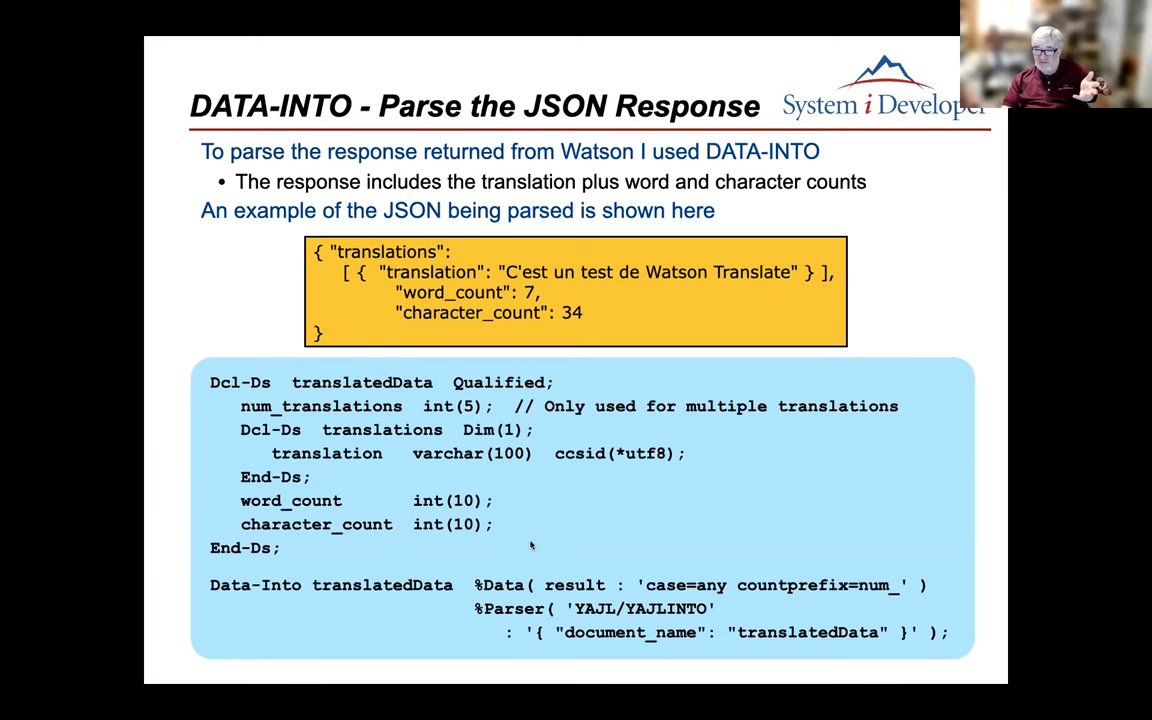 DATA-INTO - Parse the JSON Response
System i Developer
To parse the response returned from Watson I used DATA-INTO
• The response includes the translation plus word and character counts
An example of the JSON being parsed is shown here
{ "translations":
[ { "translation": "C'est un test de Watson Translate" } ],
"word_count": 7,
"character_count": 34
}
Dcl-Ds translatedData Qualified;
num_translations int(5); // Only used for multiple translations
Dcl-Ds translations Dim(1);
translation varchar(100) ccsid(*utf8);
End-Ds;
word_count int(10);
character_count int(10);
End-Ds;
Data-Into translatedData %Data( result : 'case=any countprefix=num_' )
%Parser( 'YAJL/YAJLINTO'
: '{ "document_name": "translatedData" }' );